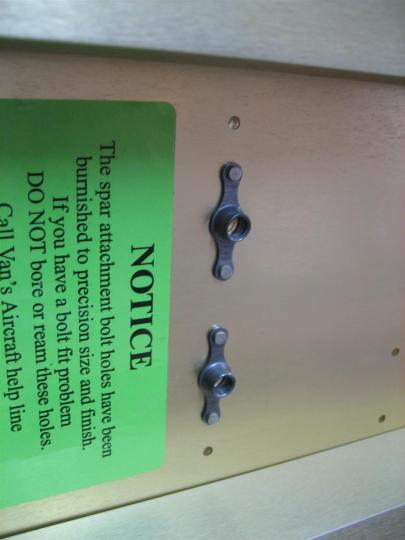 NOTICE
The spar attachment bolt holes have been
burnished to precision size and finish.
If you have a bolt fit problem
DO NOT bore or ream these holes.
Call Van's Aircraft help line